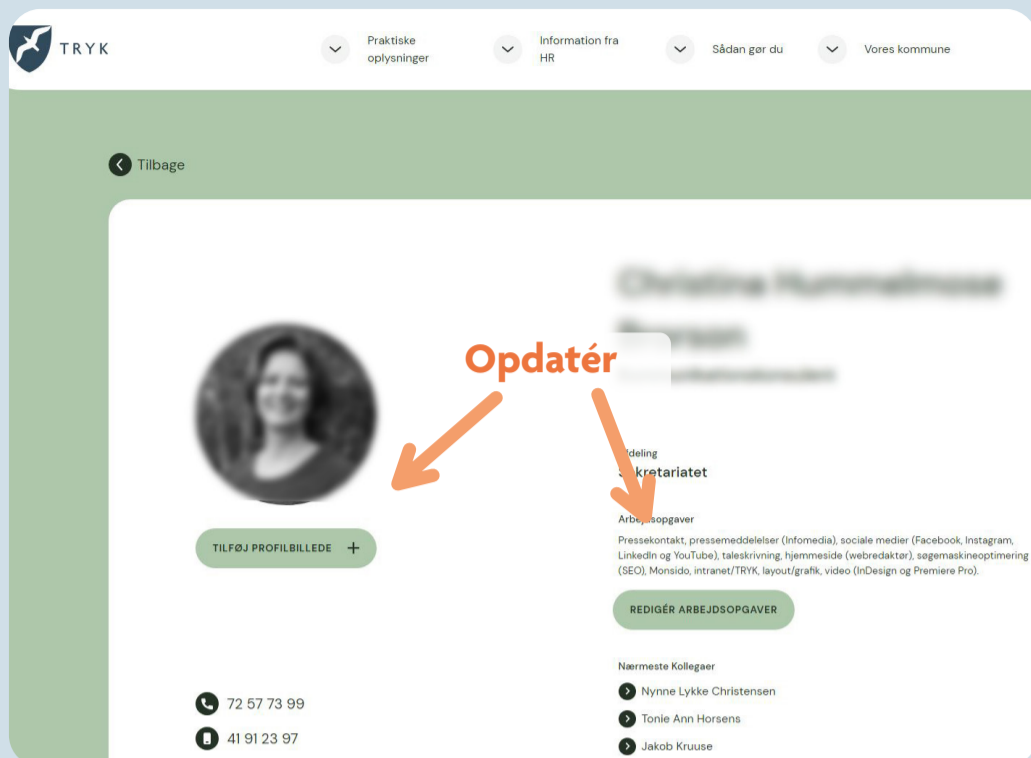 TRYK
Praktiske
oplysninger
Information fra
HR
Sådan gør du
Vores kommune
Tilbage
Opdatér
Sekretariatet
Arbejdsopgaver
Pressekontakt, pressemeddelelser (Infomedia), sociale medier (Facebook, Instagram,
LinkedIn og YouTube), taleskrivning, hjemmeside (webredaktør), søgemaskineoptimering
(SEO), Monsido, intranet/TRYK, layout/grafik, video (InDesign og Premiere Pro).
TILFØJ PROFILBILLEDE +
REDIGÉR ARBEJDSOPGAVER
Nærmeste Kollegaer
Nynne Lykke Christensen
Tonie Ann Horsens
Jakob Kruuse
72 57 73 99
41 91 23 97